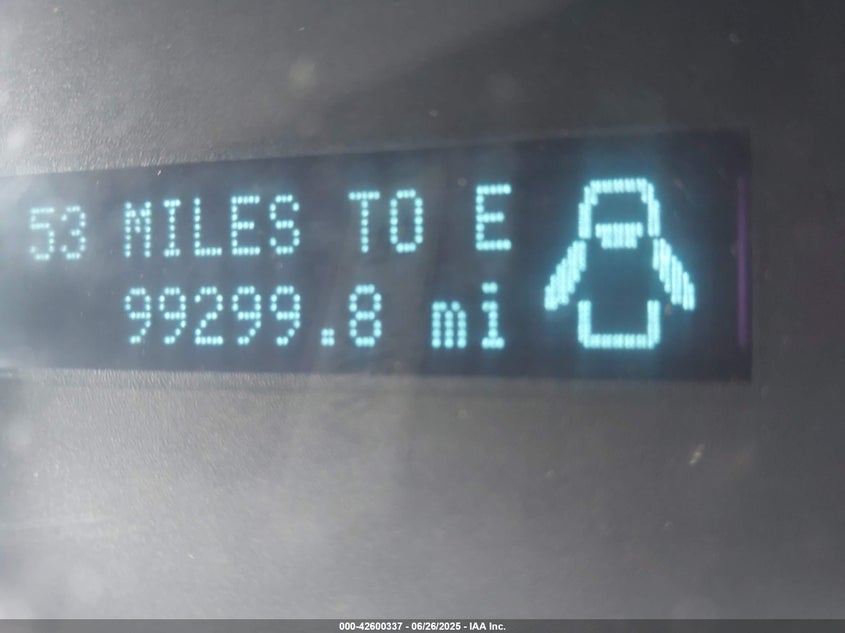 53 MILES TO E
99299.8 mi
000-42600337 - 06/26/2025 - IAA Inc.